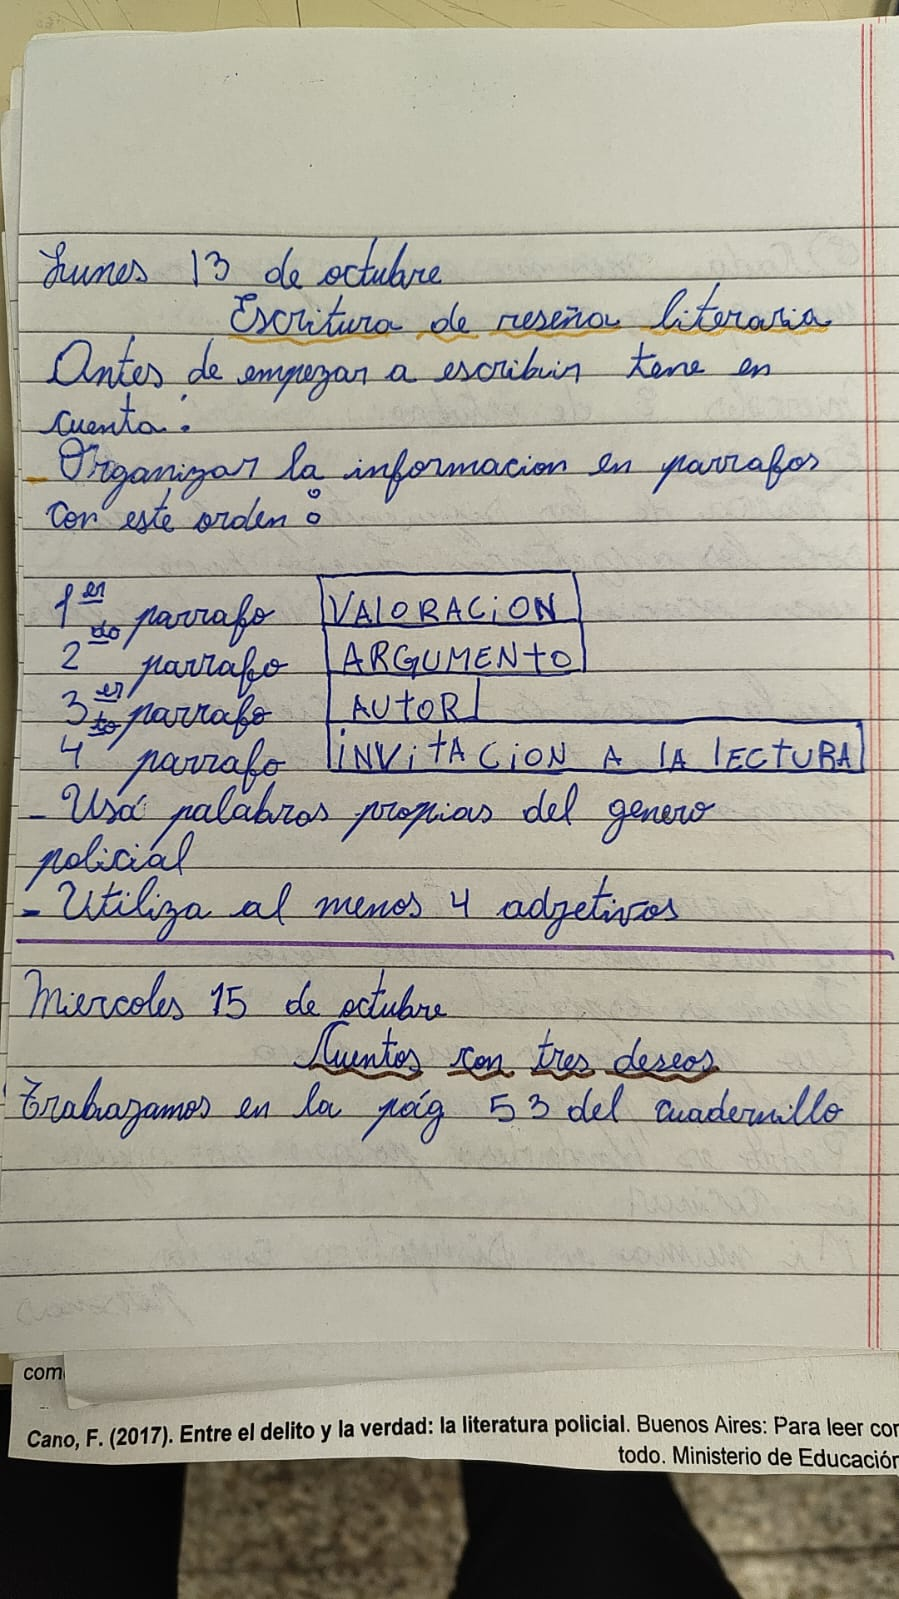 Lunes 13 de octubre
Escritura de reseña literaria
Antes de empezar a escribir tene en
cuenta:
- Organizar la informacion en parrafos
con este orden:
1er parrafo VALORACiON
2do parrafo ARGUMENtO
3er parrafo AUtOR
4to parrafo iNViTACiON A lA lECTURA
- Usá palabras propias del genero
policial
- Utiliza al menos 4 adjetivos
Miercoles 15 de octubre
Cuentos con tres deseos
Trabajamos en la pág 53 del cuadernillo
com
Cano, F. (2017). Entre el delito y la verdad: la literatura policial. Buenos Aires: Para leer con
todo. Ministerio de Educación